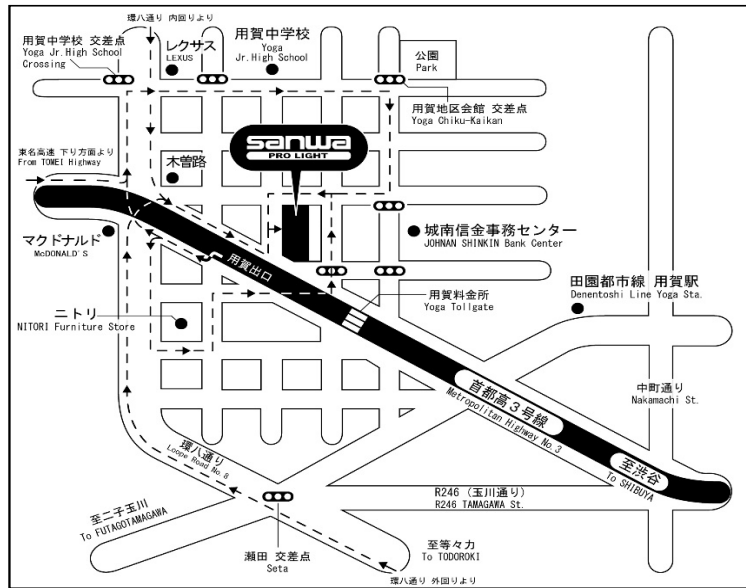 環八通り 内回りより
用賀中学校 交差点
Yoga Jr.High School
Crossing
レクサス
LEXUS
用賀中学校
Yoga
Jr.High School
公園
Park
用賀地区会館 交差点
Yoga Chiku-Kaikan
sanwa
PRO LIGHT
東名高速 下り方面より
From TOMEI Highway
木曽路
マクドナルド
McDONALD'S
用賀出口
城南信金事務センター
JOHNAN SHINKIN Bank Center
用賀料金所
Yoga Tollgate
田園都市線 用賀駅
Denentoshi Line Yoga Sta.
ニトリ
NITORI Furniture Store
中町通り
Nakamachi St.
首都高3号線
Metropolitan Highway No.3
至渋谷
To SHIBUYA
環八通り
Loope Road No.8
R246 (玉川通り)
R246 TAMAGAWA St.
至二子玉川
To FUTAGOTAMAGAWA
瀬田 交差点
Seta
至等々力
To TODOROKI
環八通り 外回りより